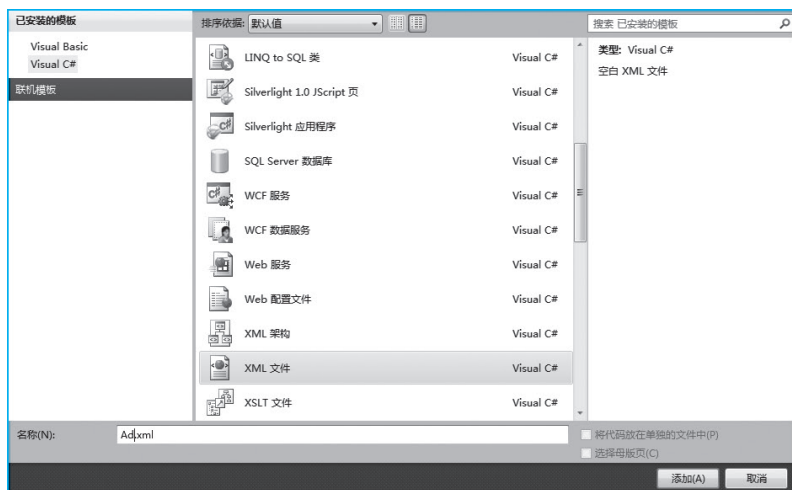 已安装的模板
排序依据: 默认值
搜索 已安装的模板
Visual Basic
Visual C#
联机模板
LINQ to SQL 类 Visual C#
Silverlight 1.0 JScript 页 Visual C#
Silverlight 应用程序 Visual C#
SQL Server 数据库 Visual C#
WCF 服务 Visual C#
WCF 数据服务 Visual C#
Web 服务 Visual C#
Web 配置文件 Visual C#
XML 架构 Visual C#
XML 文件 Visual C#
XSLT 文件 Visual C#
类型: Visual C#
空白 XML 文件
名称(N): Ad.xml
将代码放在单独的文件中(P)
选择母版页(C)
添加(A) 取消